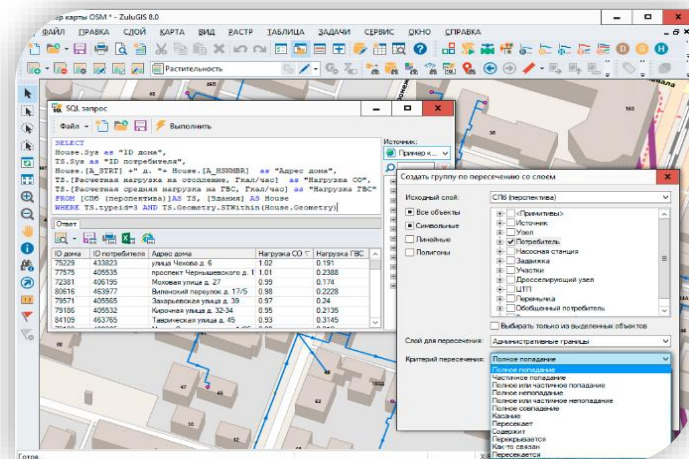 ер карты OSM * - ZuluGIS 8.0
ФАЙЛ ПРАВКА СЛОЙ КАРТА ВИД РАСТР ТАБЛИЦА ЗАДАЧИ СЕРВИС ОКНО СПРАВКА
Растительность
SQL запрос
Файл Выполнить
SELECT
House.Sys as "ID дома",
TS.Sys as "ID потребителя",
House.[A_STRT] +" д. "+ House.[A_HSNMBR] as "Адрес дома",
TS.[Расчетная нагрузка на отопление, Гкал/час] as "Нагрузка СО",
TS.[Расчетная средняя нагрузка на ГВС, Гкал/час] as "Нагрузка ГВС"
FROM [СПб (перспектива)] AS TS, [Здания] AS House
WHERE TS.typeid=3 AND TS.Geometry.STWithin(House.Geometry)
Источник:
Пример к...
Ответ
ID дома ID потребителя Адрес дома Нагрузка СО Нагрузка ГВС
75229 433823 улица Чехова д. 6 1.02 0.191
77575 405535 проспект Чернышевского д. 1 1.01 0.2388
72381 406195 Моховая улица д. 27 0.99 0.174
80616 463977 Виленский переулок д. 17/5 0.98 0.2228
79571 405565 Захарьевская улица д. 39 0.97 0.24
79186 405532 Кирочная улица д. 32-34 0.95 0.2135
84109 463765 Таврическая улица д. 45 0.93 0.3145
Создать группу по пересечению со слоем
Исходный слой: СПб (перспектива)
Все объекты
Символьные
Линейные
Полигоны
<Примитивы>
Источник
Узел
Потребитель
Насосная станция
Задвижка
Участки
Дросселирующий узел
ЦТП
Перемычка
Обобщенный потребитель
Выбирать только из выделенных объектов
Слой для пересечения: Административные границы
Критерий пересечения: Полное попадание
Полное попадание
Частичное попадание
Полное или частичное попадание
Полное непопадание
Полное или частичное непопадание
Полное совпадение
Касание
Пересекает
Содержит
Перекрывается
Как-то связан
Пересекается
Готов